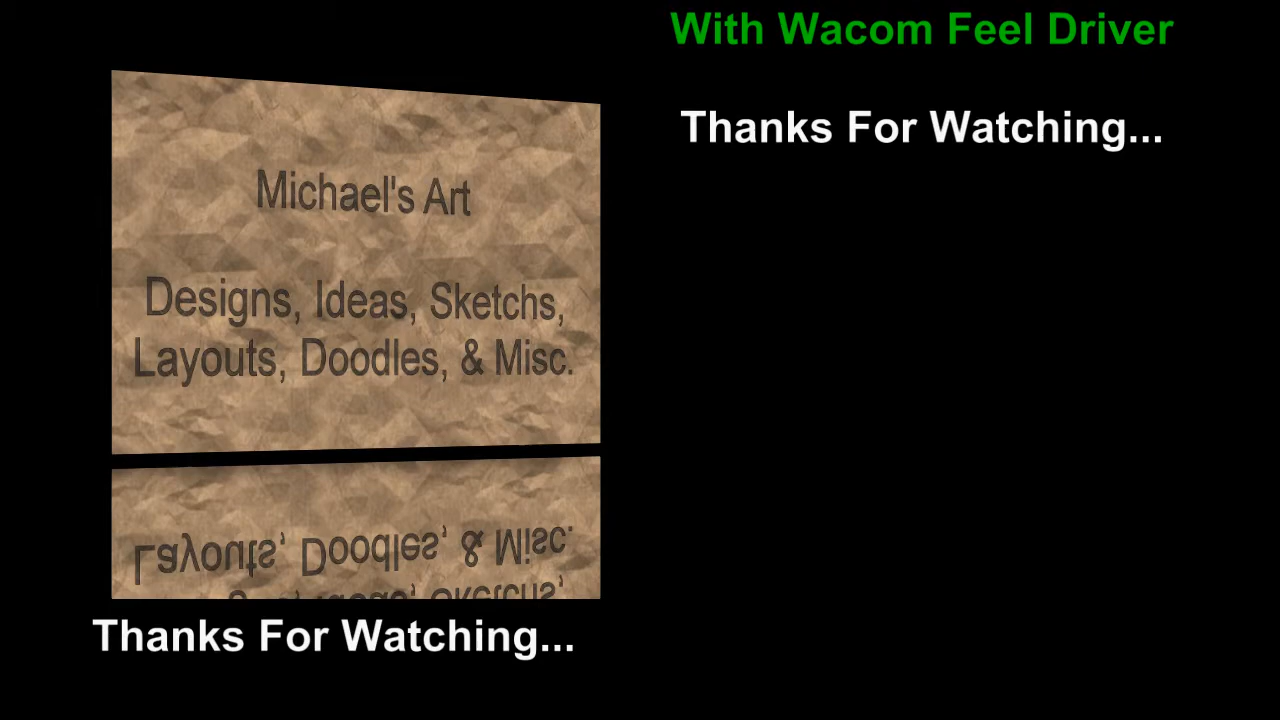 With Wacom Feel Driver
Thanks For Watching...
Michael's Art
Designs, Ideas, Sketchs,
Layouts, Doodles, & Misc.
Layouts, Doodles, & Misc.
Thanks For Watching...